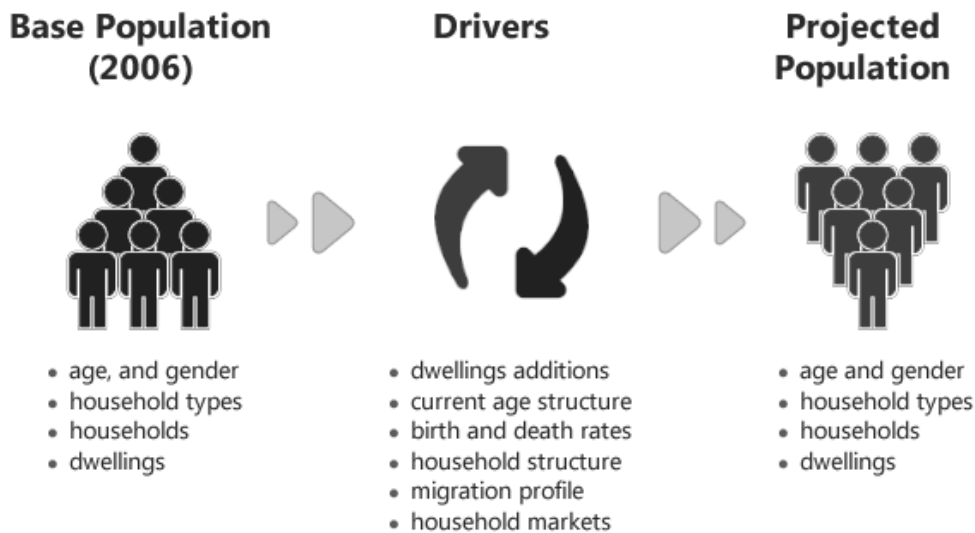 Base Population
(2006)
Drivers
Projected
Population
• age, and gender
• household types
• households
• dwellings
• dwellings additions
• current age structure
• birth and death rates
• household structure
• migration profile
• household markets
• age and gender
• household types
• households
• dwellings